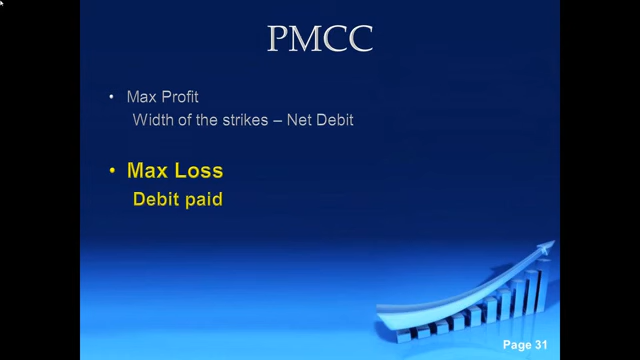 PMCC
• Max Profit
Width of the strikes – Net Debit
• Max Loss
Debit paid
Page 31